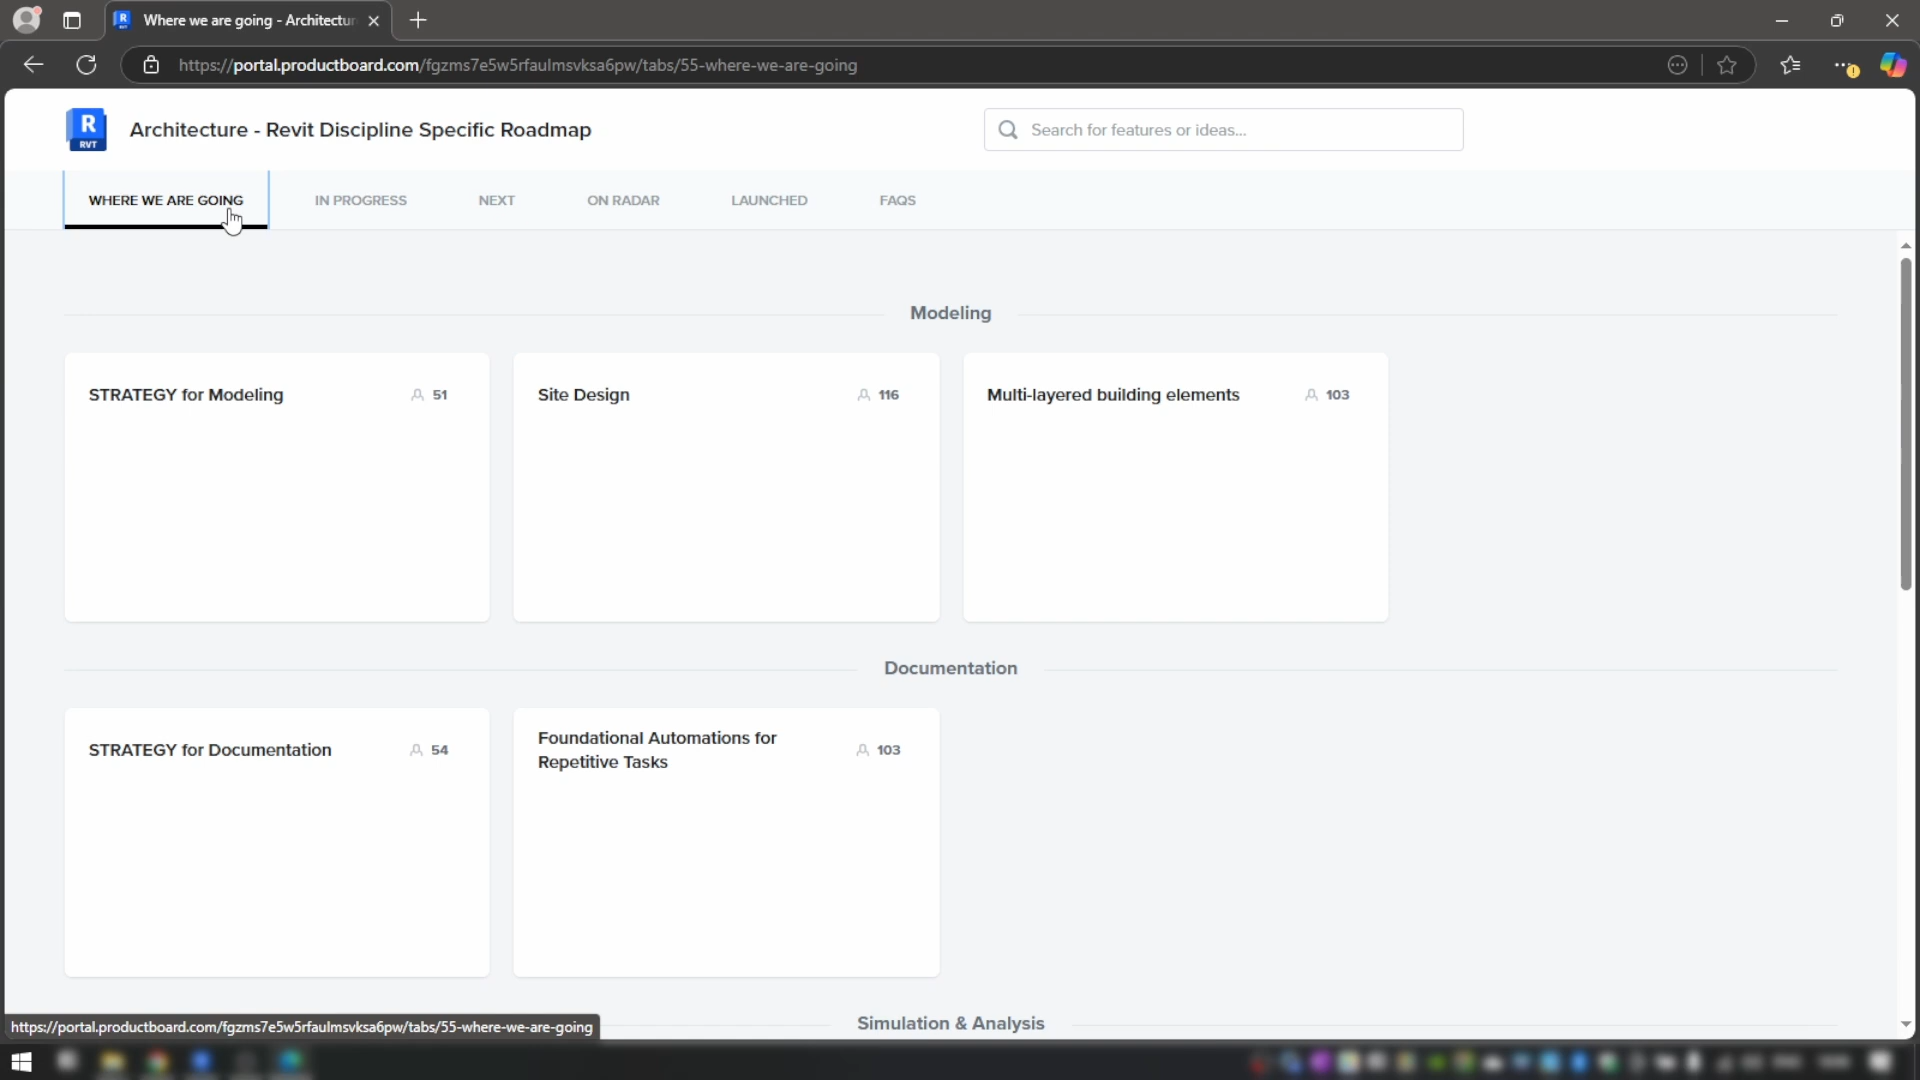 Where we are going - Architectur
https://portal.productboard.com/fgzms7e5w5rfaulmsvksa6pw/tabs/55-where-we-are-going
R
RVT
Architecture - Revit Discipline Specific Roadmap
Search for features or ideas...
WHERE WE ARE GOING
IN PROGRESS
NEXT
ON RADAR
LAUNCHED
FAQS
Modeling
STRATEGY for Modeling
51
Site Design
116
Multi-layered building elements
103
Documentation
STRATEGY for Documentation
54
Foundational Automations for
Repetitive Tasks
103
Simulation & Analysis
https://portal.productboard.com/fgzms7e5w5rfaulmsvksa6pw/tabs/55-where-we-are-going